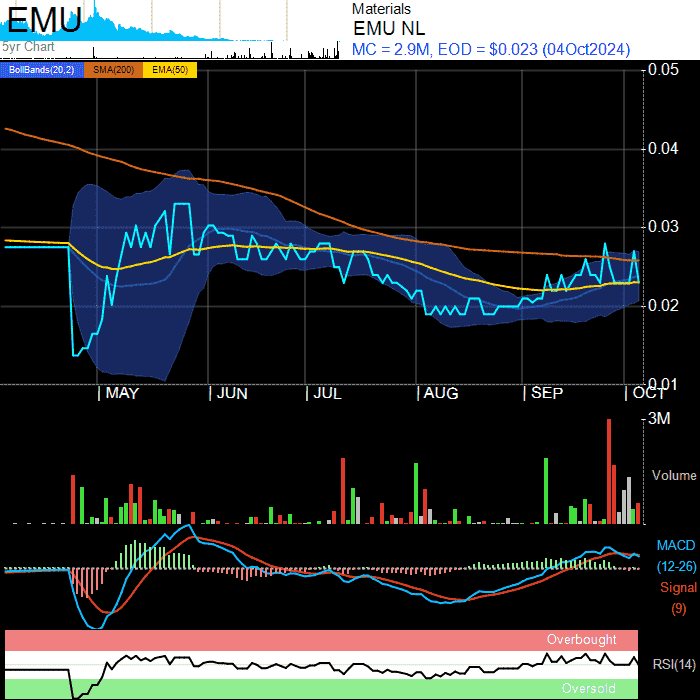 EMU
5yr Chart
Materials
EMU NL
MC = 2.9M, EOD = $0.023 (04Oct2024)
BollBands(20,2) SMA(200) EMA(50)
0.05
0.04
0.03
0.02
0.01
MAY JUN JUL AUG SEP OCT
3M
Volume
MACD
(12-26)
Signal
(9)
Overbought
RSI(14)
Oversold